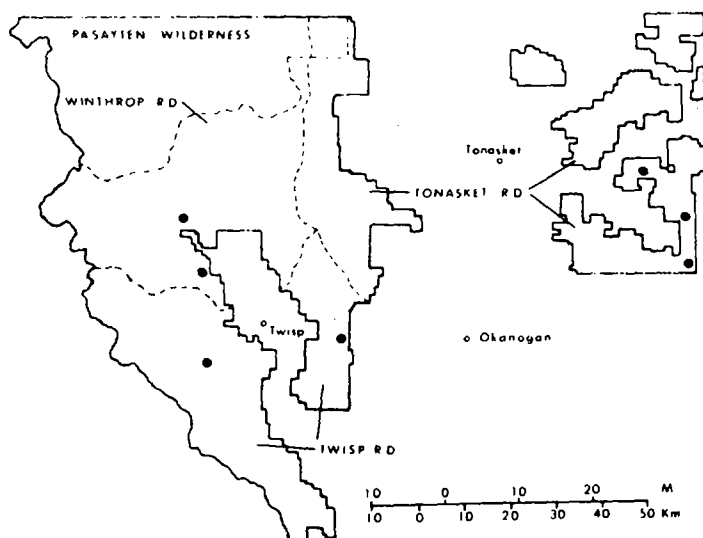 PASAYTEN WILDERNESS
WINTHROP RD
Tonasket
TONASKET RD
Twisp
Okanogan
TWISP RD
10 0 10 20 M
10 0 10 20 30 40 50 Km